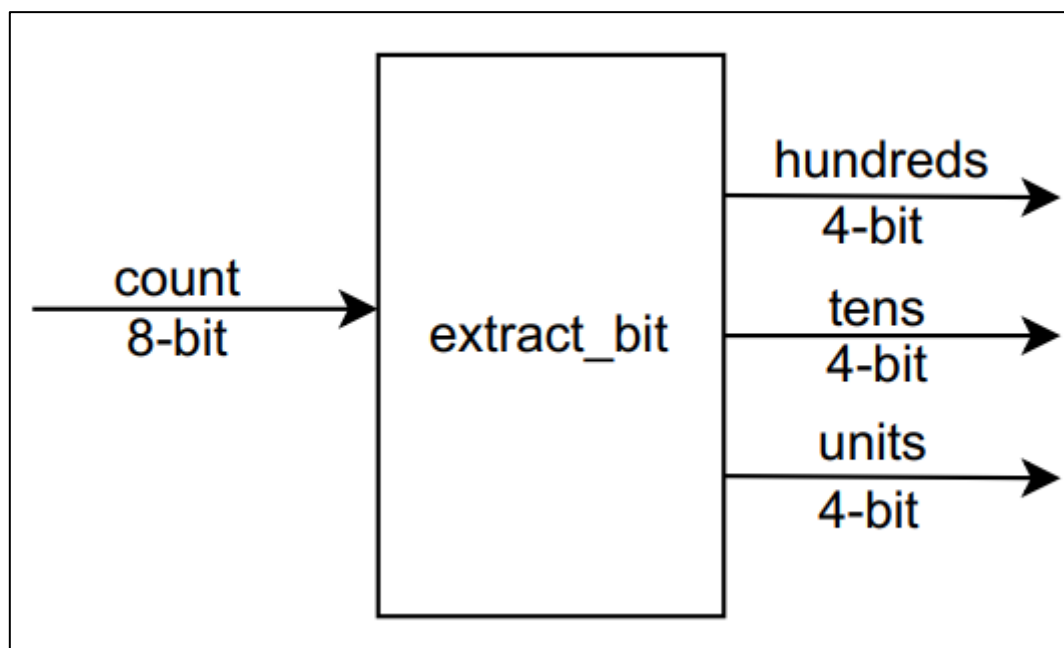 count
8-bit
extract_bit
hundreds
4-bit
tens
4-bit
units
4-bit